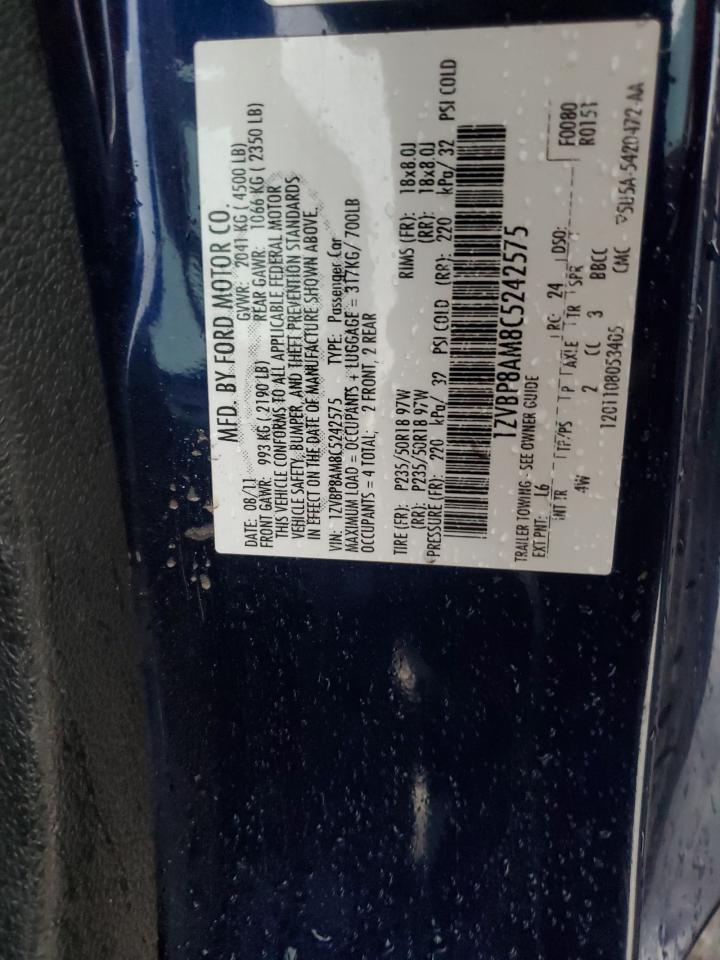 MFD. BY FORD MOTOR CO.
DATE: 08/11 GVWR: 2041 KG ( 4500 LB)
FRONT GAWR: 993 KG ( 2190 LB) REAR GAWR: 1066 KG ( 2350 LB)
THIS VEHICLE CONFORMS TO ALL APPLICABLE FEDERAL MOTOR
VEHICLE SAFETY, BUMPER, AND THEFT PREVENTION STANDARDS
IN EFFECT ON THE DATE OF MANUFACTURE SHOWN ABOVE.
VIN: 1ZVBP8AM8C5242575 TYPE: Passenger Car
MAXIMUM LOAD = OCCUPANTS + LUGGAGE = 317KG/ 700LB
OCCUPANTS = 4 TOTAL; 2 FRONT, 2 REAR
TIRE (FR): P235/50R18 97W RIMS (FR): 18x8.0J
(RR): P235/50R18 97W (RR): 18x8.0J
PRESSURE (FR): 220 kPa/ 32 PSI COLD (RR): 220 kPa/ 32 PSI COLD
1ZVBP8AM8C5242575
TRAILER TOWING - SEE OWNER GUIDE
EXT PNT: L6 RC: 24 DSO: F0080
R0151
INT TR TP/PS TP AXLE TR SPR
4W 2 CC 3 BBCC
12011080534G5 CMC 5U5A-5420472-AA